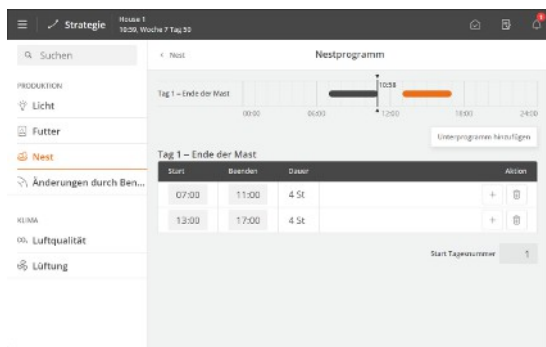 Strategie
House 1
10:59, Woche 7 Tag 50
Suchen
Nest
Nestprogramm
PRODUKTION
Licht
Futter
Nest
Änderungen durch Ben...
KLIMA
Luftqualität
Lüftung
10:58
Tag 1 – Ende der Mast
00:00 06:00 12:00 18:00 24:00
Unterprogramm hinzufügen
Tag 1 – Ende der Mast
Start Beenden Dauer Aktion
07:00 11:00 4 St
13:00 17:00 4 St
Start Tagesnummer 1